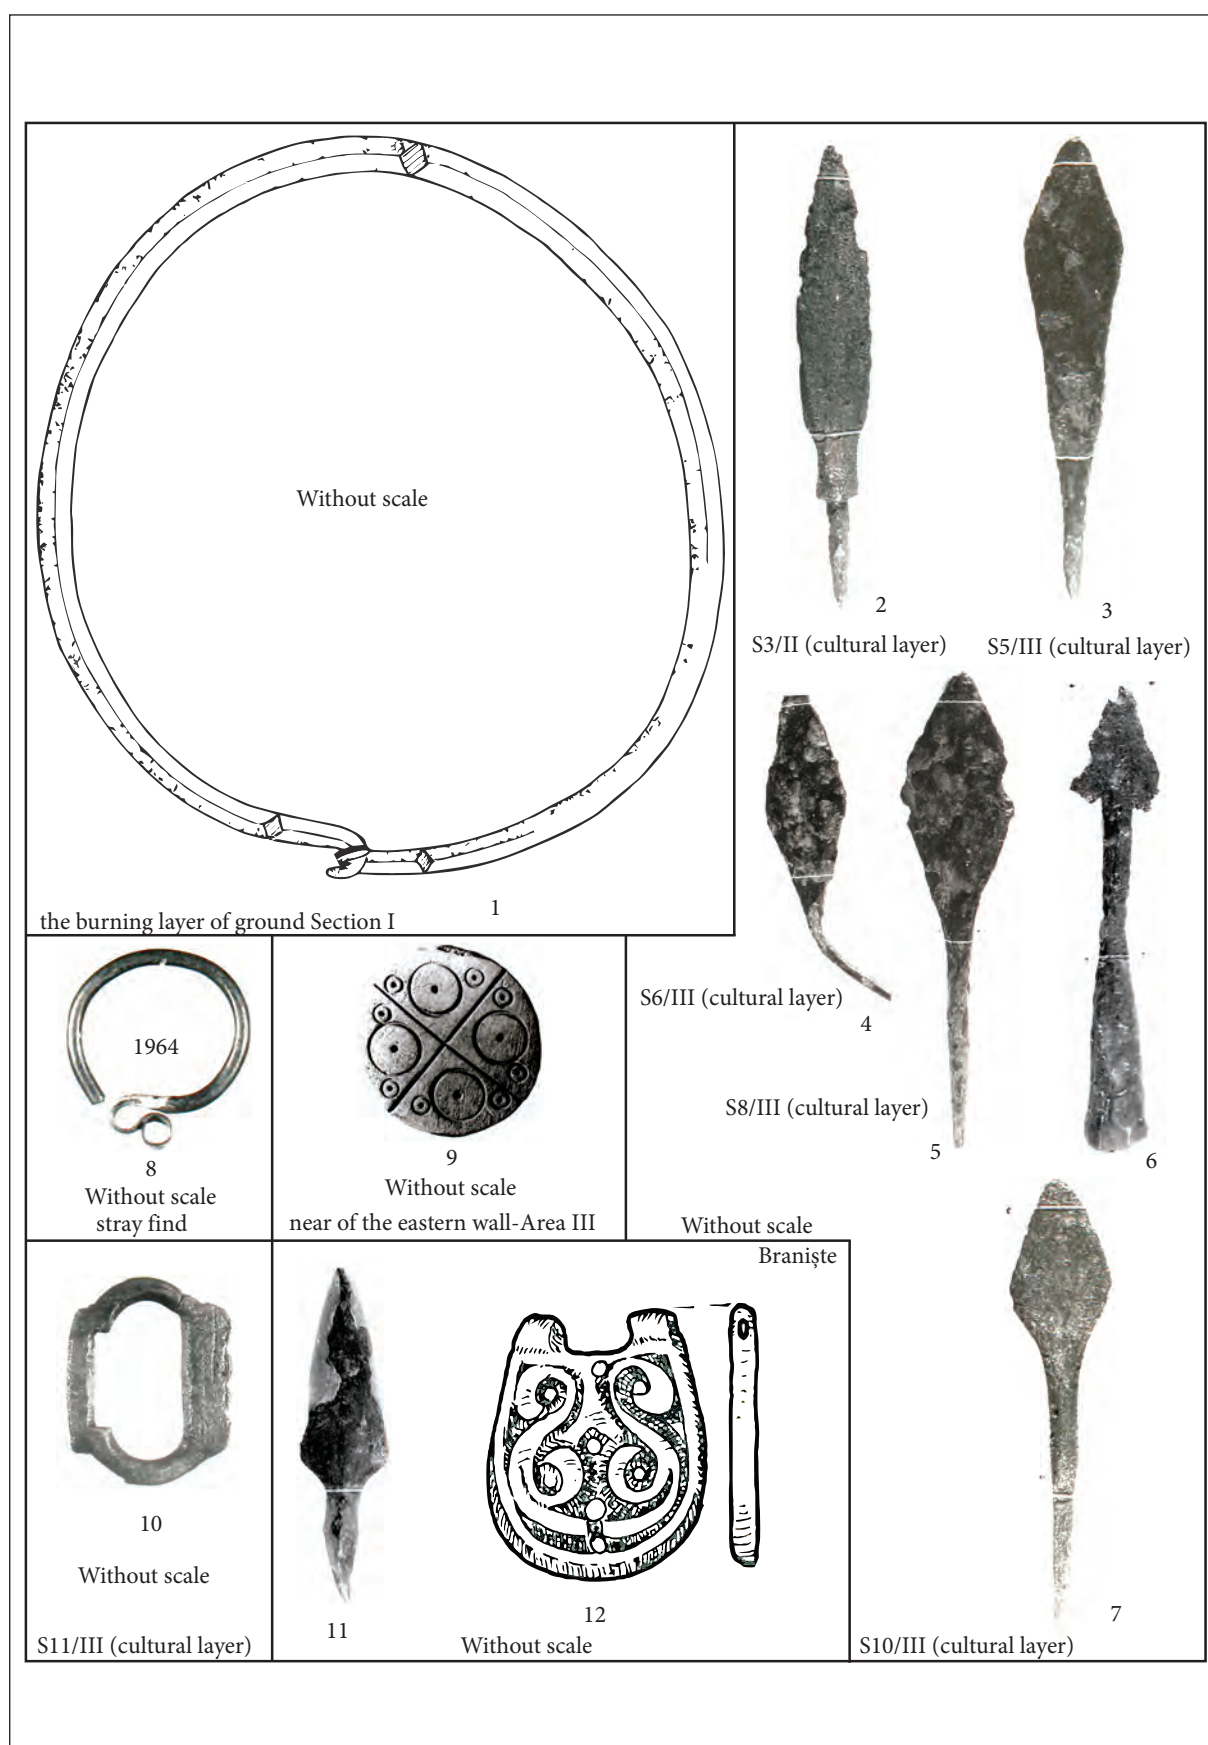 Without scale
1
the burning layer of ground Section I
2
S3/II (cultural layer)
3
S5/III (cultural layer)
S6/III (cultural layer)
4
S8/III (cultural layer)
5
6
1964
8
Without scale
stray find
9
Without scale
near of the eastern wall-Area III
Without scale
Braniște
10
Without scale
S11/III (cultural layer)
11
12
Without scale
7
S10/III (cultural layer)